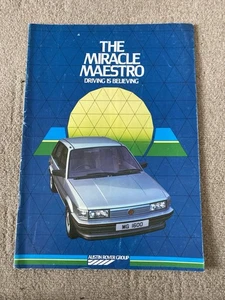 THE
MIRACLE
MAESTRO
DRIVING IS BELIEVING
MG 1600
AUSTIN ROVER GROUP